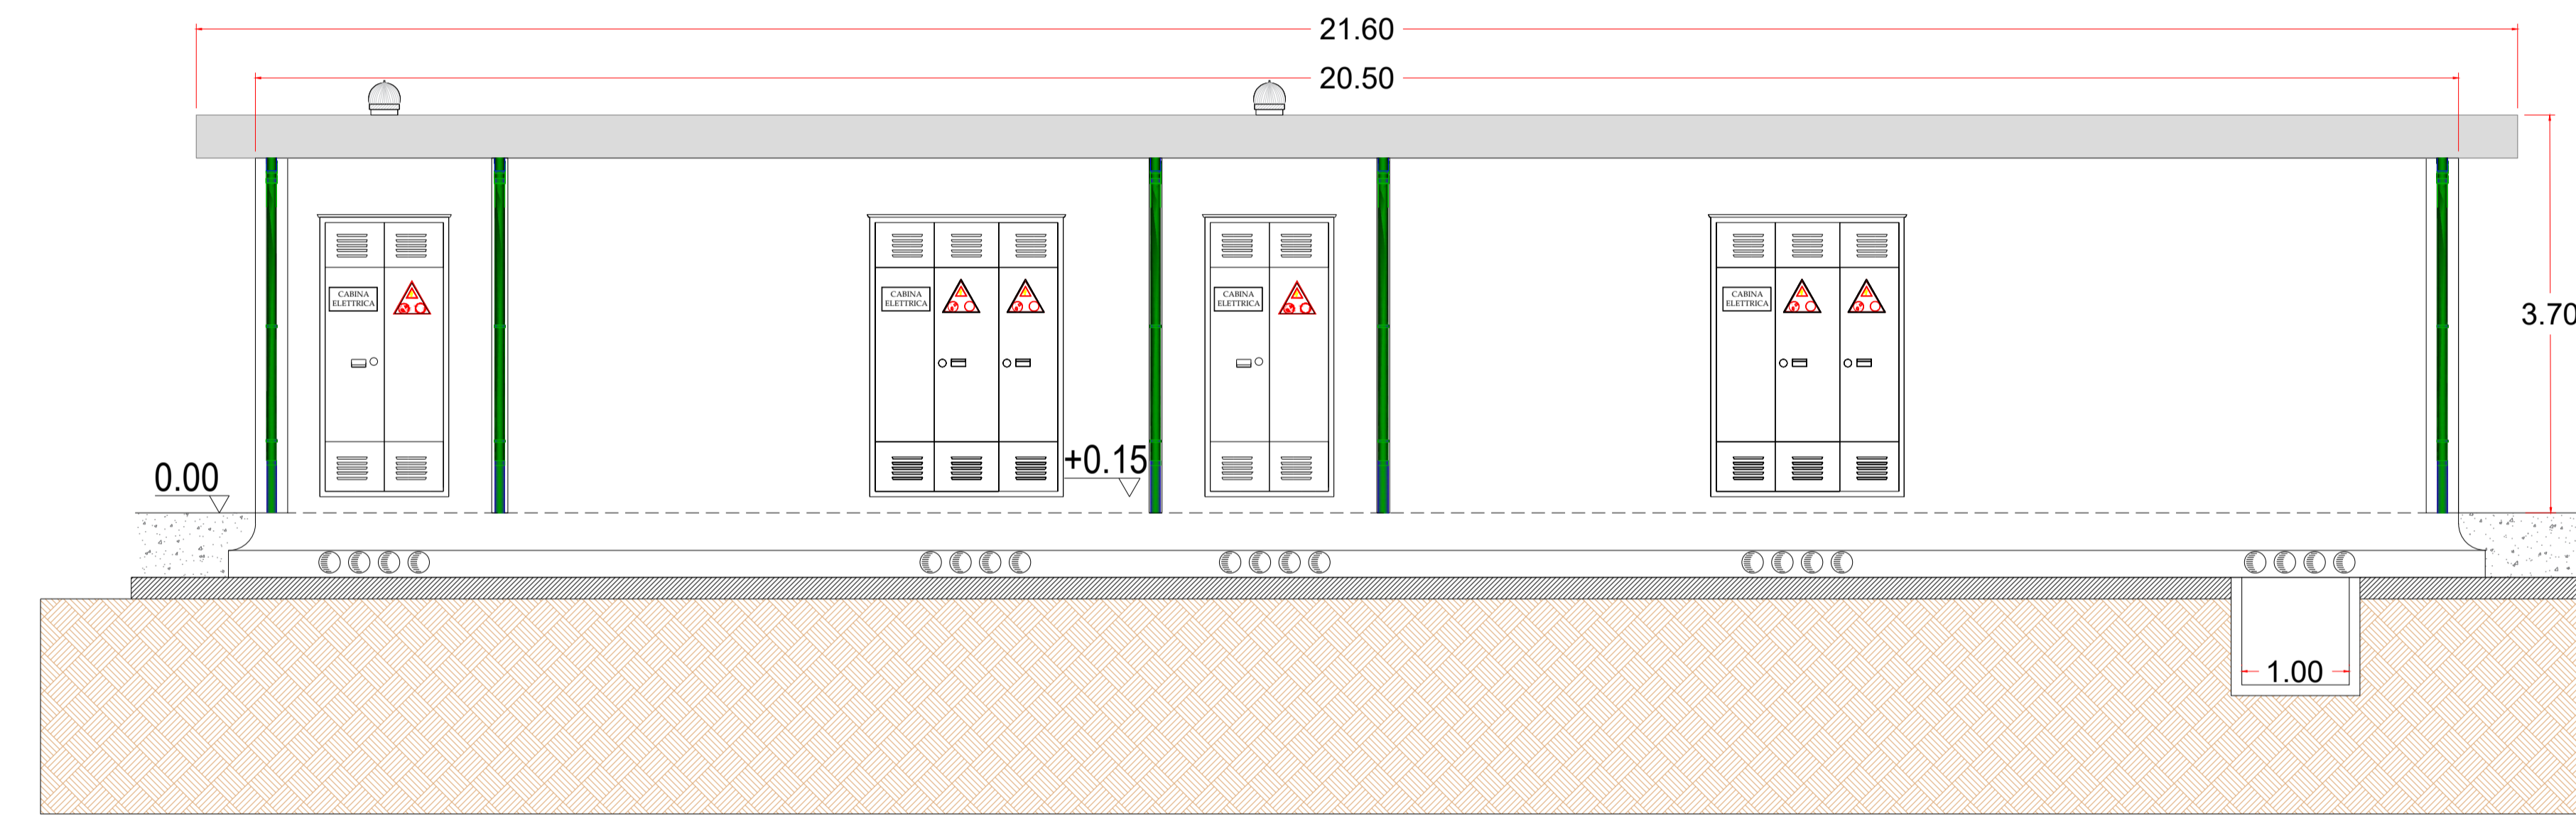 21.60
20.50
CABINA
ELETTRICA
CABINA
ELETTRICA
CABINA
ELETTRICA
CABINA
ELETTRICA
3.70
0.00
+0.15
1.00